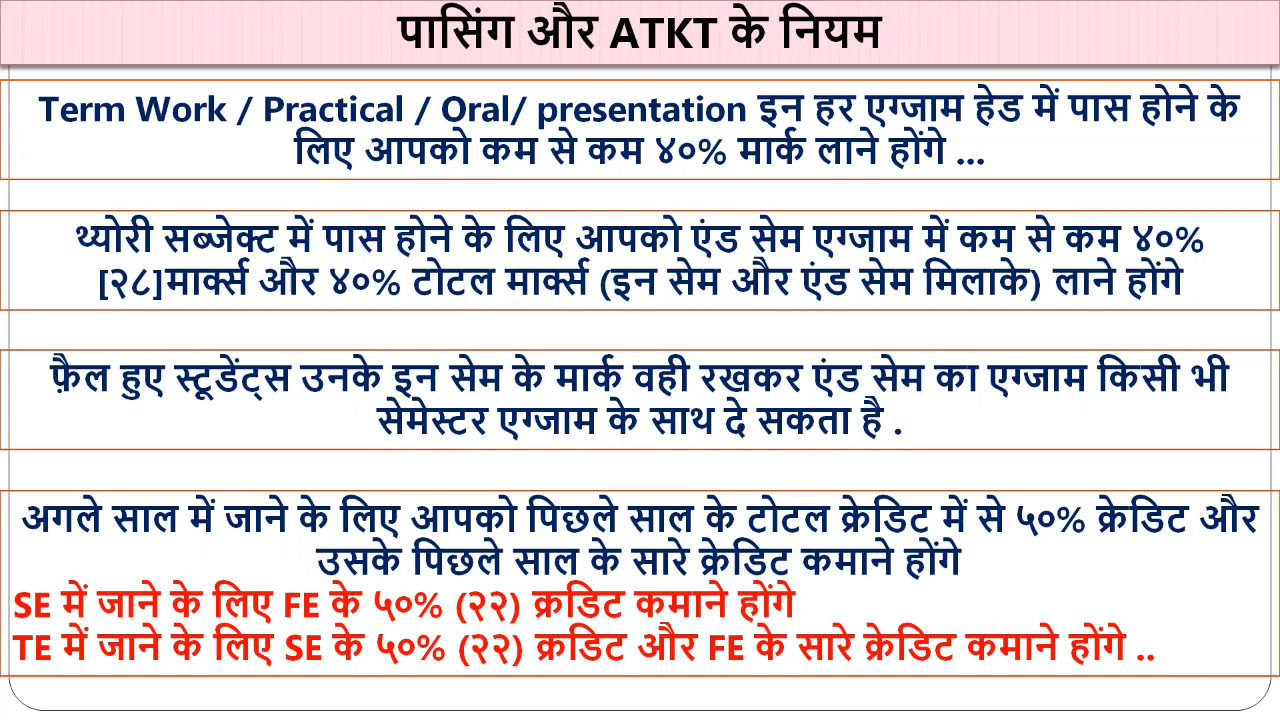 पासिंग और ATKT के नियम
Term Work / Practical / Oral/ presentation इन हर एग्जाम हेड में पास होने के
लिए आपको कम से कम ४०% मार्क लाने होंगे ...
थ्योरी सब्जेक्ट में पास होने के लिए आपको एंड सेम एग्जाम में कम से कम ४०%
[२८]मार्क्स और ४०% टोटल मार्क्स (इन सेम और एंड सेम मिलाके) लाने होंगे
फ़ैल हुए स्टूडेंट्स उनके इन सेम के मार्क वही रखकर एंड सेम का एग्जाम किसी भी
सेमेस्टर एग्जाम के साथ दे सकता है .
अगले साल में जाने के लिए आपको पिछले साल के टोटल क्रेडिट में से ५०% क्रेडिट और
उसके पिछले साल के सारे क्रेडिट कमाने होंगे
SE में जाने के लिए FE के ५०% (२२) क्रडिट कमाने होंगे
TE में जाने के लिए SE के ५०% (२२) क्रडिट और FE के सारे क्रेडिट कमाने होंगे ..